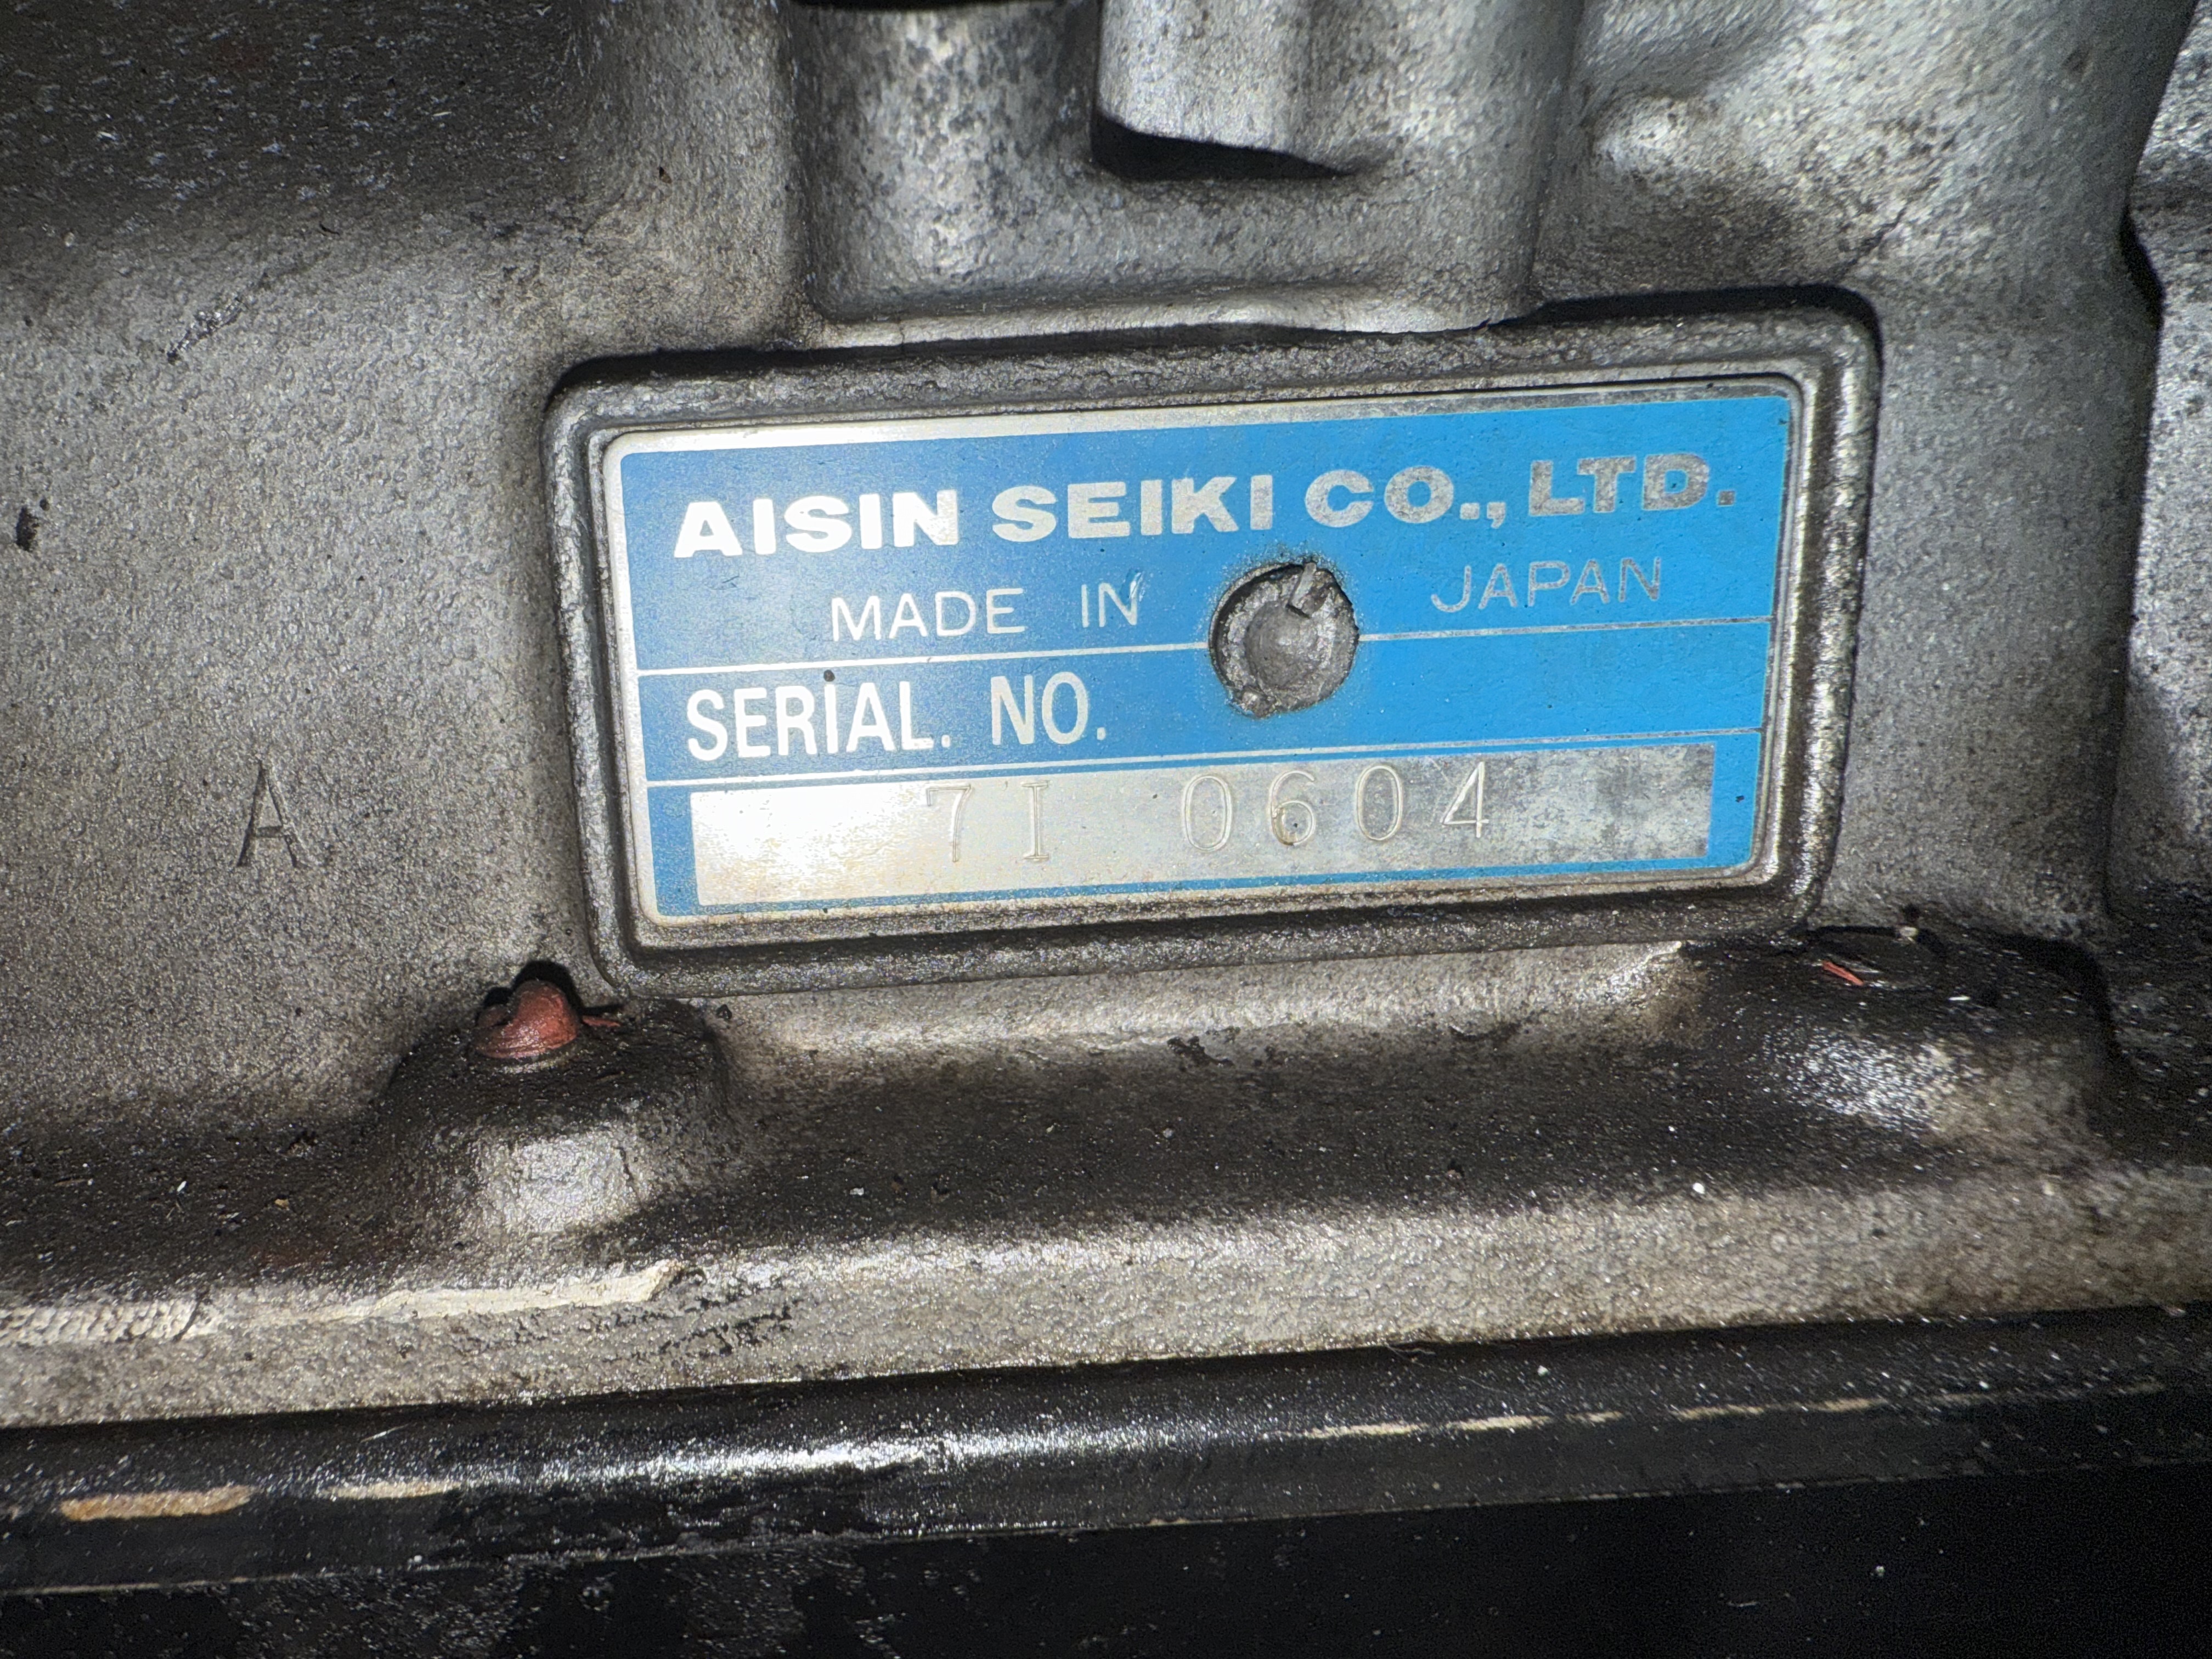 AISIN SEIKI CO., LTD.
MADE IN JAPAN
SERIAL. NO.
7I 0604
A